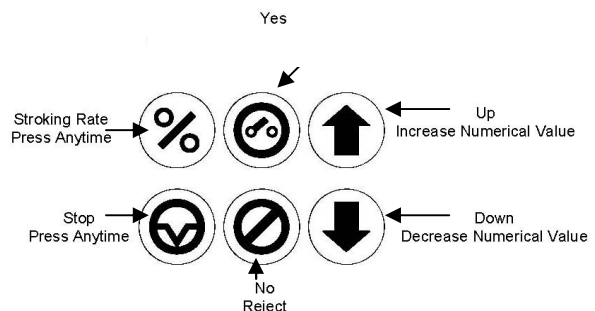 Yes
Stroking Rate
Press Anytime
%
Up
Increase Numerical Value
Stop
Press Anytime
Down
Decrease Numerical Value
No
Reject